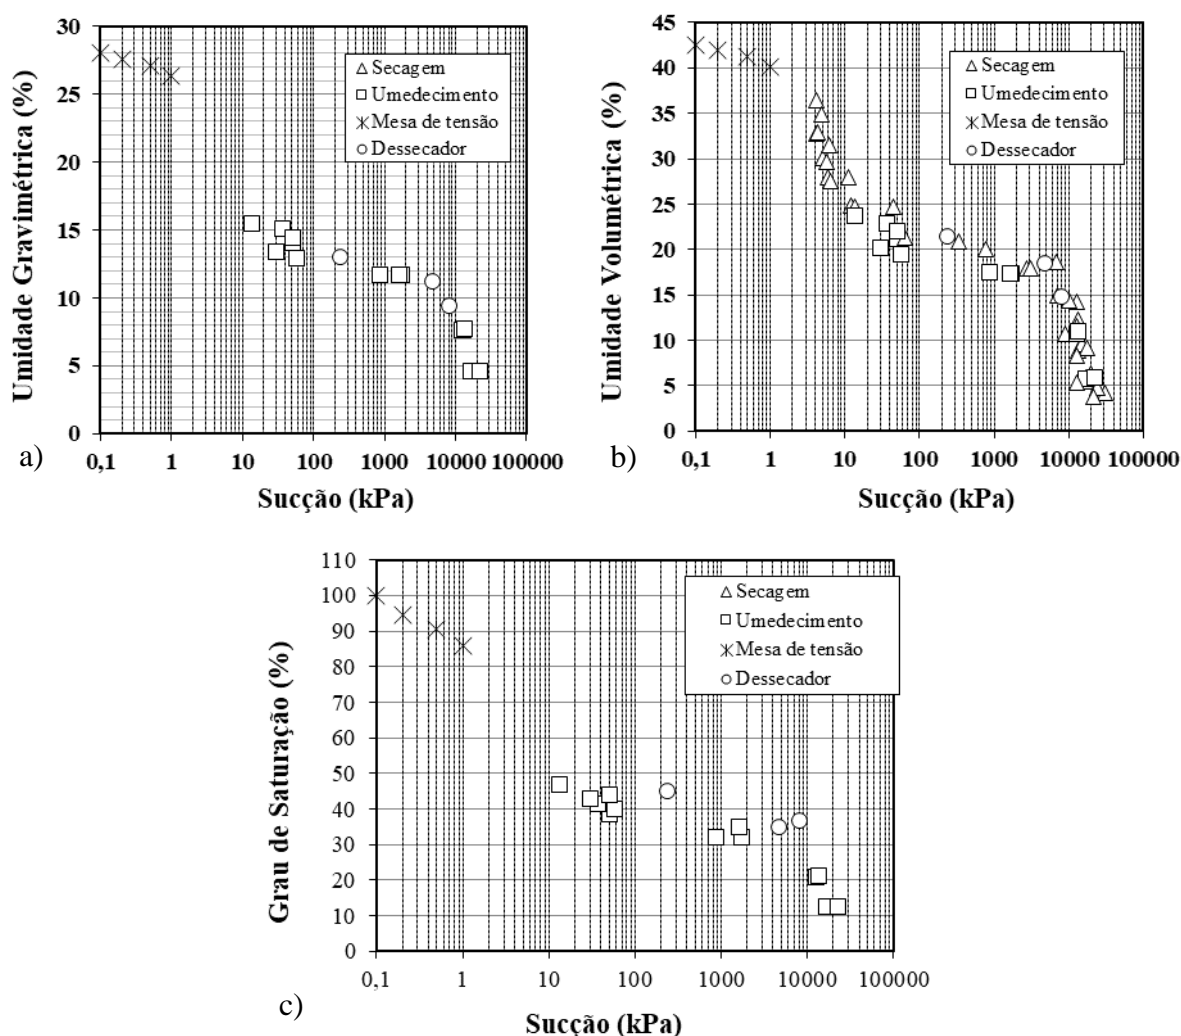 30
25
20
15
10
5
0
Umidade Gravimétrica (%)
Secagem
Umedecimento
Mesa de tensão
Dessecador
0,1 1 10 100 1000 10000 100000
Sucção (kPa)
a)
45
40
35
30
25
20
15
10
5
0
Umidade Volumétrica (%)
Secagem
Umedecimento
Mesa de tensão
Dessecador
0,1 1 10 100 1000 10000 100000
Sucção (kPa)
b)
110
100
90
80
70
60
50
40
30
20
10
0
Grau de Saturação (%)
Secagem
Umedecimento
Mesa de tensão
Dessecador
0,1 1 10 100 1000 10000 100000
Sucção (kPa)
c)